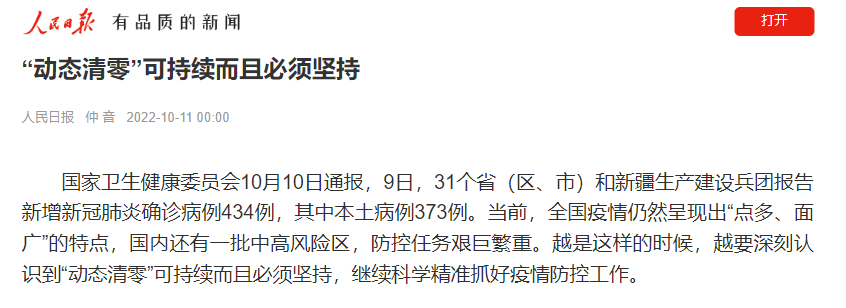 人民日报 有品质的新闻 打开
“动态清零”可持续而且必须坚持
人民日报 仲 音 2022-10-11 00:00
国家卫生健康委员会10月10日通报，9日，31个省（区、市）和新疆生产建设兵团报告
新增新冠肺炎确诊病例434例，其中本土病例373例。当前，全国疫情仍然呈现出“点多、面
广”的特点，国内还有一批中高风险区，防控任务艰巨繁重。越是这样的时候，越要深刻认
识到“动态清零”可持续而且必须坚持，继续科学精准抓好疫情防控工作。